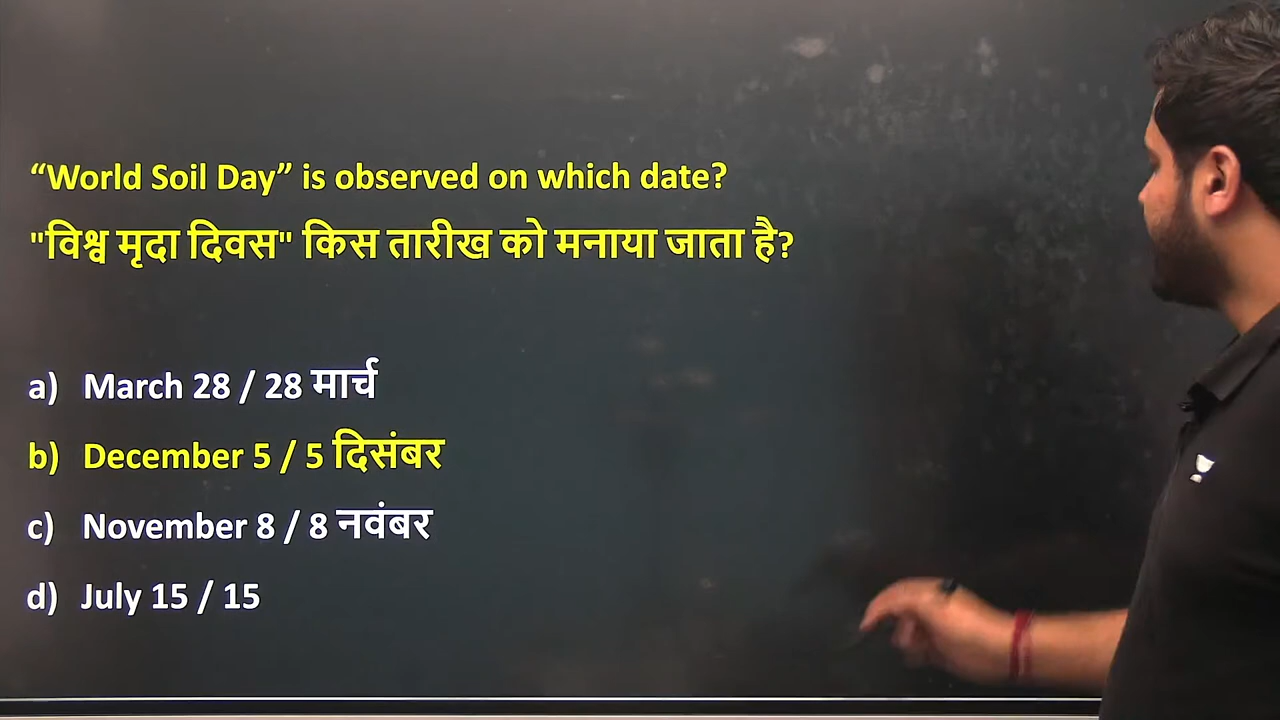 “World Soil Day” is observed on which date?
"विश्व मृदा दिवस" किस तारीख को मनाया जाता है?
a) March 28 / 28 मार्च
b) December 5 / 5 दिसंबर
c) November 8 / 8 नवंबर
d) July 15 / 15